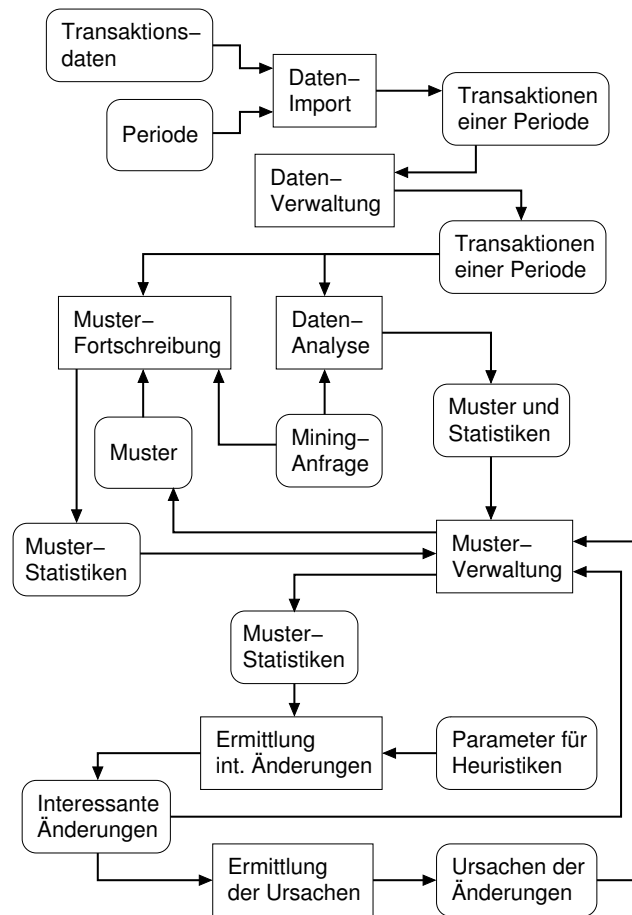 Transaktions–
daten
Daten–
Import
Transaktionen
einer Periode
Periode
Daten–
Verwaltung
Transaktionen
einer Periode
Muster–
Fortschreibung
Daten–
Analyse
Muster und
Statistiken
Muster
Mining–
Anfrage
Muster–
Statistiken
Muster–
Verwaltung
Muster–
Statistiken
Ermittlung
int. Änderungen
Parameter für
Heuristiken
Interessante
Änderungen
Ermittlung
der Ursachen
Ursachen der
Änderungen